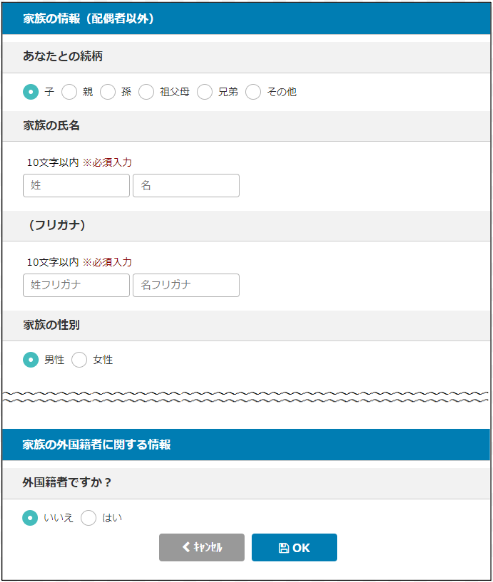 家族の情報（配偶者以外）
あなたとの続柄
子 親 孫 祖父母 兄弟 その他
家族の氏名
10文字以内 ※必須入力
姓 名
（フリガナ）
10文字以内 ※必須入力
姓フリガナ 名フリガナ
家族の性別
男性 女性
家族の外国籍者に関する情報
外国籍者ですか？
いいえ はい
ｷｬﾝｾﾙ OK